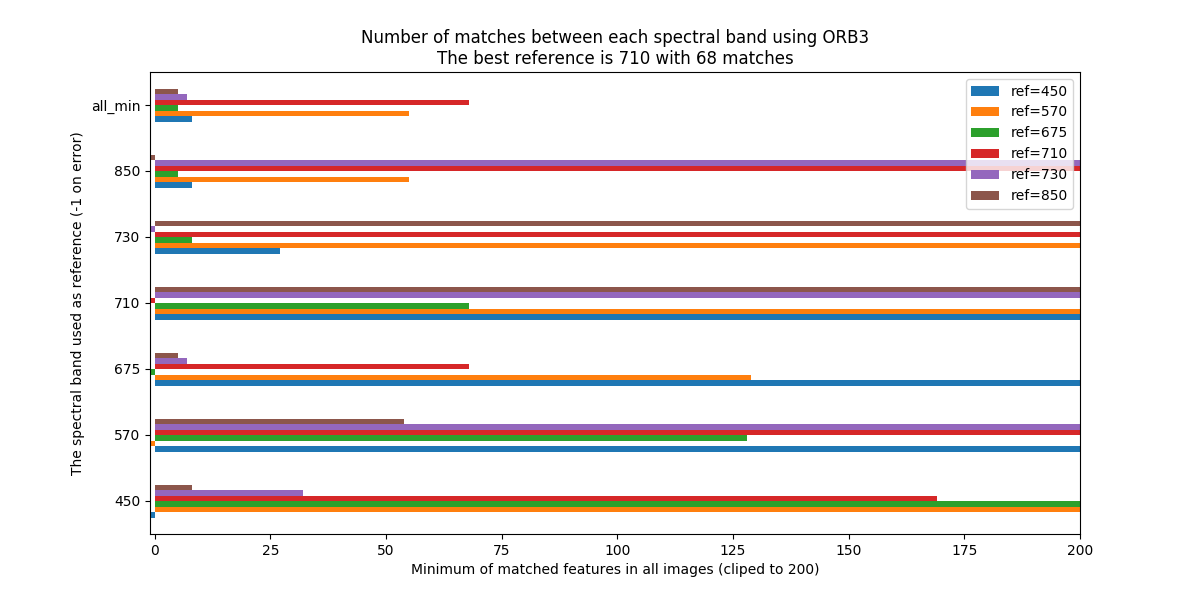 Number of matches between each spectral band using ORB3
The best reference is 710 with 68 matches
The spectral band used as reference (-1 on error)
all_min
850
730
710
675
570
450
ref=450
ref=570
ref=675
ref=710
ref=730
ref=850
0 25 50 75 100 125 150 175 200
Minimum of matched features in all images (cliped to 200)